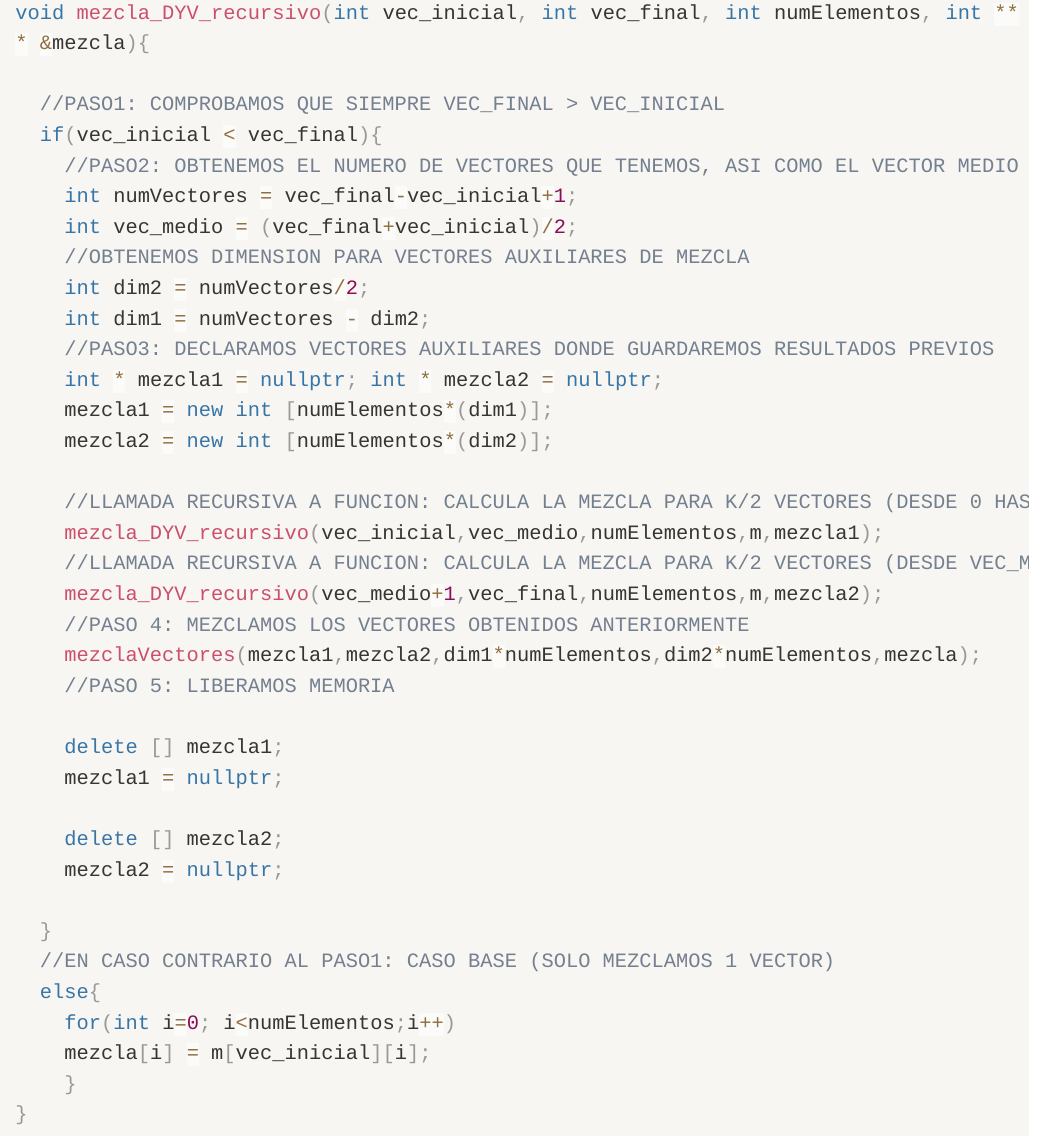 void mezcla_DYV_recursivo(int vec_inicial, int vec_final, int numElementos, int **
* &mezcla){
//PASO1: COMPROBAMOS QUE SIEMPRE VEC_FINAL > VEC_INICIAL
if(vec_inicial < vec_final){
//PASO2: OBTENEMOS EL NUMERO DE VECTORES QUE TENEMOS, ASI COMO EL VECTOR MEDIO
int numVectores = vec_final-vec_inicial+1;
int vec_medio = (vec_final+vec_inicial)/2;
//OBTENEMOS DIMENSION PARA VECTORES AUXILIARES DE MEZCLA
int dim2 = numVectores/2;
int dim1 = numVectores - dim2;
//PASO3: DECLARAMOS VECTORES AUXILIARES DONDE GUARDAREMOS RESULTADOS PREVIOS
int * mezcla1 = nullptr; int * mezcla2 = nullptr;
mezcla1 = new int [numElementos*(dim1)];
mezcla2 = new int [numElementos*(dim2)];
//LLAMADA RECURSIVA A FUNCION: CALCULA LA MEZCLA PARA K/2 VECTORES (DESDE 0 HAS
mezcla_DYV_recursivo(vec_inicial,vec_medio,numElementos,m,mezcla1);
//LLAMADA RECURSIVA A FUNCION: CALCULA LA MEZCLA PARA K/2 VECTORES (DESDE VEC_M
mezcla_DYV_recursivo(vec_medio+1,vec_final,numElementos,m,mezcla2);
//PASO 4: MEZCLAMOS LOS VECTORES OBTENIDOS ANTERIORMENTE
mezclaVectores(mezcla1,mezcla2,dim1*numElementos,dim2*numElementos,mezcla);
//PASO 5: LIBERAMOS MEMORIA
delete [] mezcla1;
mezcla1 = nullptr;
delete [] mezcla2;
mezcla2 = nullptr;
}
//EN CASO CONTRARIO AL PASO1: CASO BASE (SOLO MEZCLAMOS 1 VECTOR)
else{
for(int i=0; i<numElementos;i++)
mezcla[i] = m[vec_inicial][i];
}
}